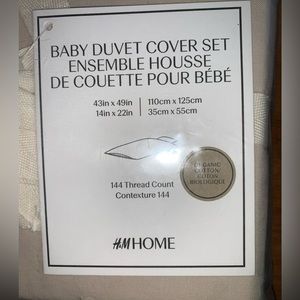 BABY DUVET COVER SET
ENSEMBLE HOUSSE
DE COUETTE POUR BÉBÉ
43in x 49in | 110cm x 125cm
14in x 22in | 35cm x 55cm
ORGANIC
COTTON/
COTON
BIOLOGIQUE
144 Thread Count
Contexture 144
H&M HOME